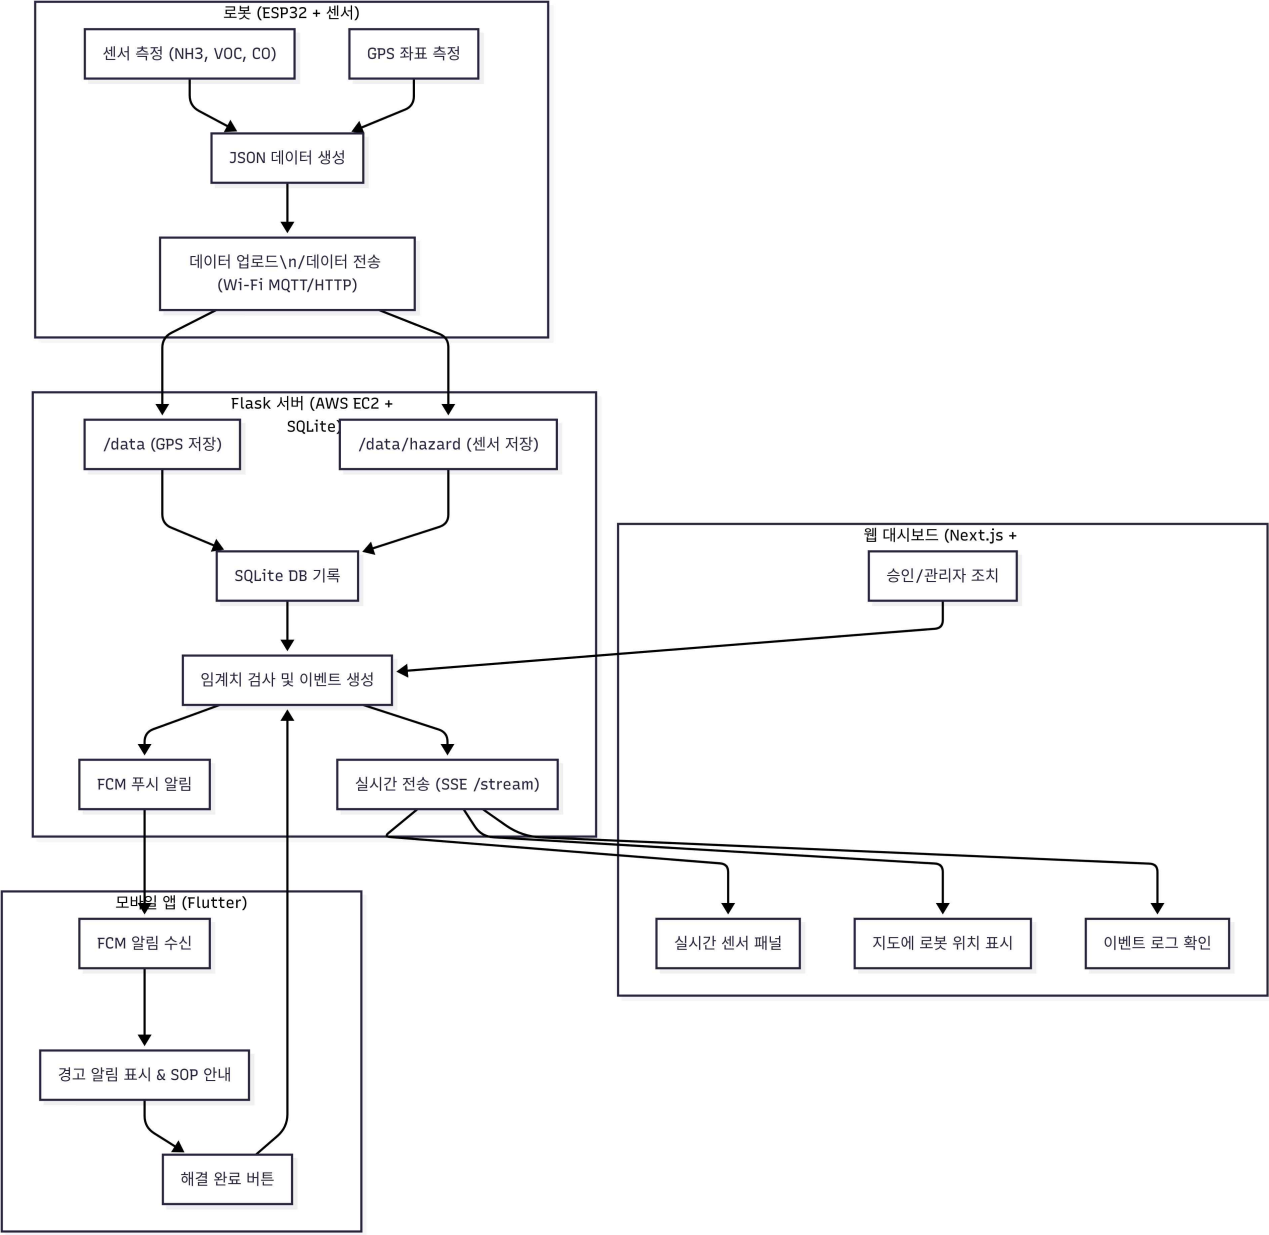 로봇 (ESP32 + 센서)
센서 측정 (NH3, VOC, CO)
GPS 좌표 측정
JSON 데이터 생성
데이터 업로드\n/데이터 전송
(Wi-Fi MQTT/HTTP)
Flask 서버 (AWS EC2 +
SQLite)
/data (GPS 저장)
/data/hazard (센서 저장)
SQLite DB 기록
임계치 검사 및 이벤트 생성
FCM 푸시 알림
실시간 전송 (SSE /stream)
웹 대시보드 (Next.js +
승인/관리자 조치
실시간 센서 패널
지도에 로봇 위치 표시
이벤트 로그 확인
모바일 앱 (Flutter)
FCM 알림 수신
경고 알림 표시 & SOP 안내
해결 완료 버튼